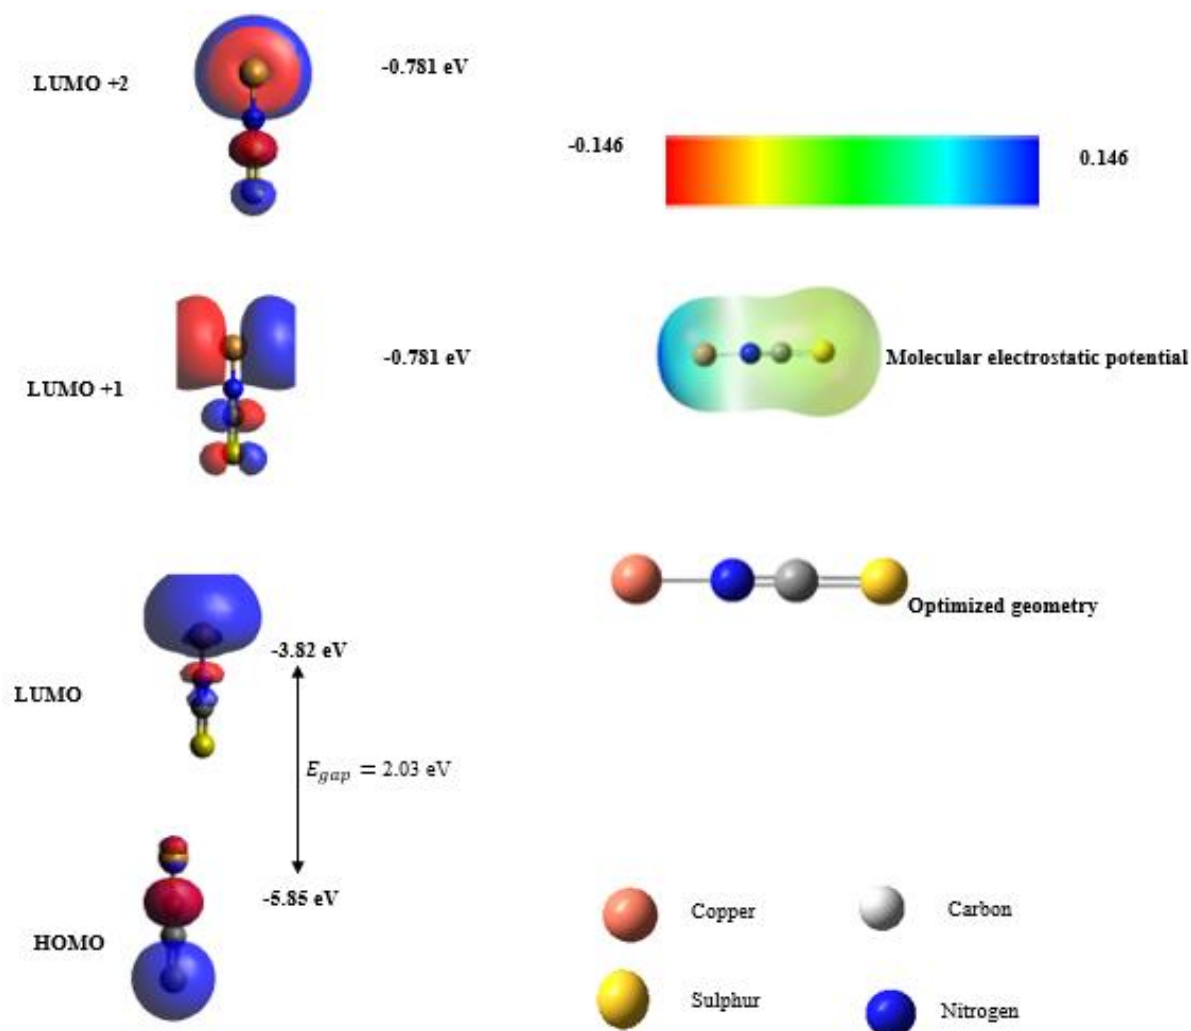 LUMO +2
-0.781 eV
-0.146
0.146
LUMO +1
-0.781 eV
Molecular electrostatic potential
Optimized geometry
LUMO
-3.82 eV
E_gap = 2.03 eV
HOMO
-5.85 eV
Copper
Carbon
Sulphur
Nitrogen